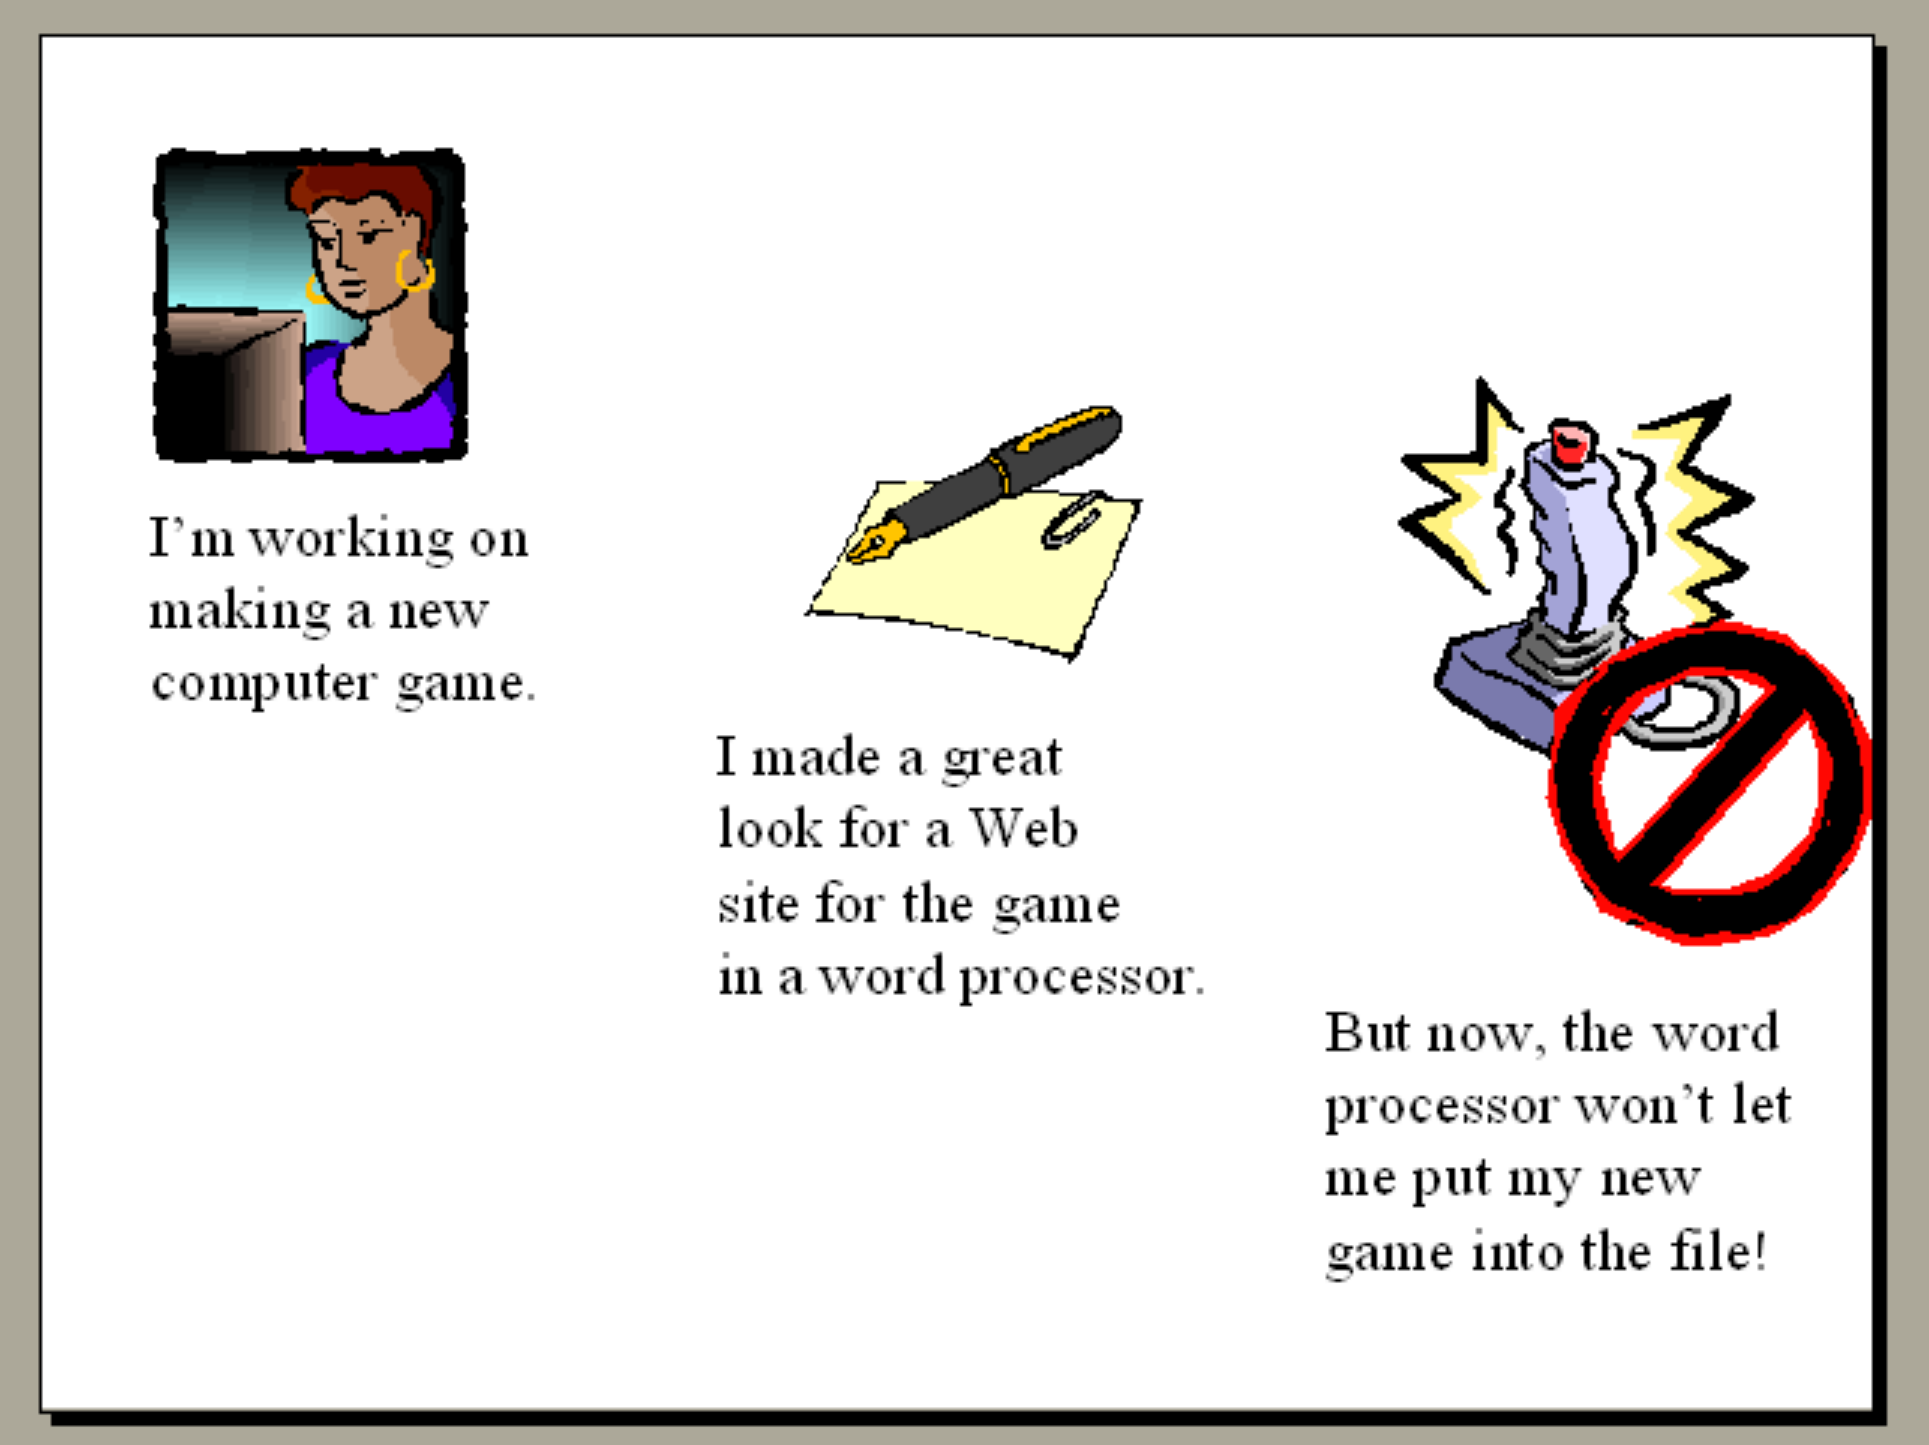 I’m working on
making a new
computer game.
I made a great
look for a Web
site for the game
in a word processor.
But now, the word
processor won’t let
me put my new
game into the file!